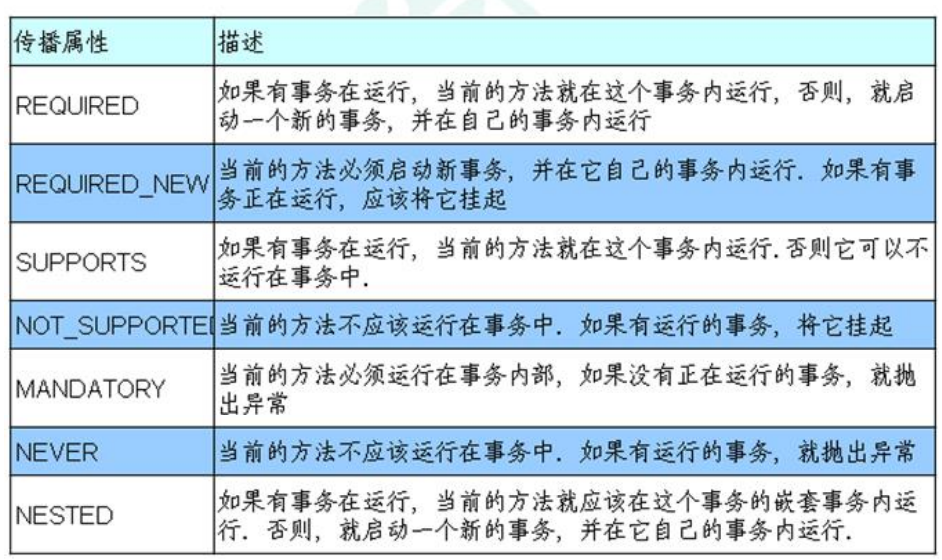 传播属性 描述
REQUIRED 如果有事务在运行，当前的方法就在这个事务内运行，否则，就启
动一个新的事务，并在自己的事务内运行
REQUIRED_NEW 当前的方法必须启动新事务，并在它自己的事务内运行. 如果有事
务正在运行，应该将它挂起
SUPPORTS 如果有事务在运行，当前的方法就在这个事务内运行.否则它可以不
运行在事务中.
NOT_SUPPORTED 当前的方法不应该运行在事务中. 如果有运行的事务，将它挂起
MANDATORY 当前的方法必须运行在事务内部，如果没有正在运行的事务，就抛
出异常
NEVER 当前的方法不应该运行在事务中. 如果有运行的事务，就抛出异常
NESTED 如果有事务在运行，当前的方法就应该在这个事务的嵌套事务内运
行. 否则，就启动一个新的事务，并在它自己的事务内运行.